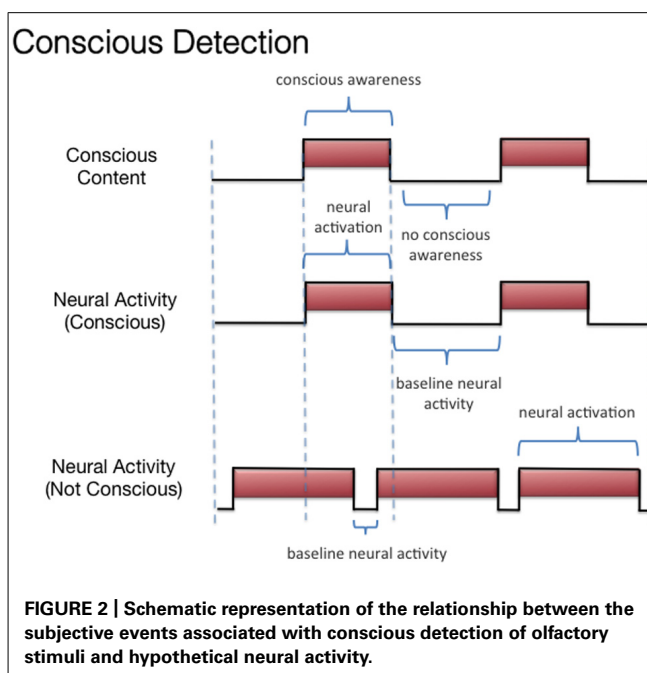 Conscious Detection
conscious awareness
Conscious
Content
neural
activation
no conscious
awareness
Neural Activity
(Conscious)
baseline neural
activity
neural activation
Neural Activity
(Not Conscious)
baseline neural activity
FIGURE 2 | Schematic representation of the relationship between the
subjective events associated with conscious detection of olfactory
stimuli and hypothetical neural activity.